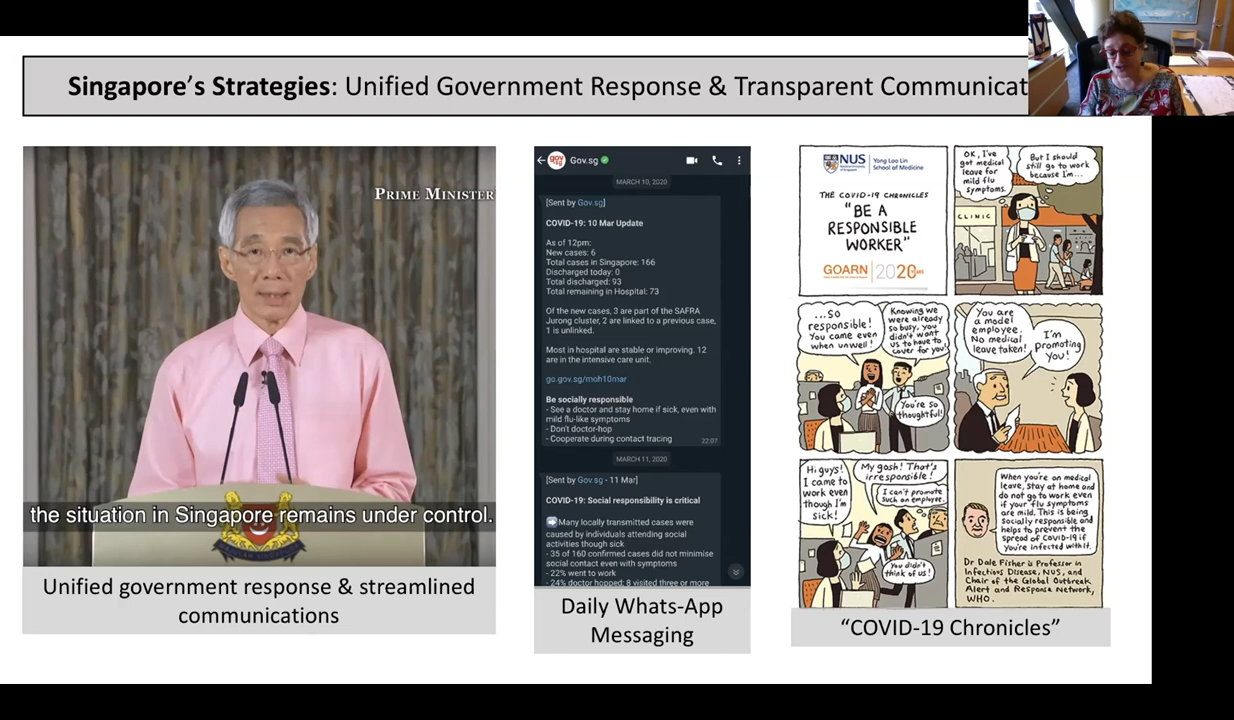 Singapore's Strategies: Unified Government Response & Transparent Communicat
PRIME MINISTER
the situation in Singapore remains under control.
Unified government response & streamlined
communications
gov
sg
Gov.sg
MARCH 10, 2020
[Sent by Gov.sg]
COVID-19: 10 Mar Update
As of 12pm:
New cases: 6
Total cases in Singapore: 166
Discharged today: 0
Total discharged: 93
Total remaining in Hospital: 73
Of the new cases, 3 are part of the SAFRA
Jurong cluster, 2 are linked to a previous case,
1 is unlinked.
Most in hospital are stable or improving. 12
are in the intensive care unit.
go.gov.sg/moh10mar
Be socially responsible
- See a doctor and stay home if sick, even with
mild flu-like symptoms
- Don't doctor-hop
- Cooperate during contact tracing
22:07
MARCH 11, 2020
[Sent by Gov.sg - 11 Mar]
COVID-19: Social responsibility is critical
Many locally transmitted cases were
caused by individuals attending social
activities though sick
- 35 of 160 confirmed cases did not minimise
social contact even with symptoms
- 22% went to work
- 24% doctor hopped: 8 visited three or more
Daily Whats-App
Messaging
NUS
Yong Loo Lin
School of Medicine
THE COVID-19 CHRONICLES
"BE A
RESPONSIBLE
WORKER"
GOARN 2020
OK, I've
got medical
leave for
mild flu
symptoms.
But I should
still go to work
because I'm...
CLINIC
...SO
responsible!
You came even
when unwell!
Knowing we
were already
so busy, you
didn't want
us to have to
cover for you!
You're so
thoughtful!
You are
a model
employee.
No medical
leave taken!
I'm
promoting
you!
Hi guys!
I came to
work even
though I'm
sick!
My gosh! That's
irresponsible!
I can't promote
such an employee.
You didn't
think of us!
When you're on medical
leave, stay at home and
do not go to work even
if your flu symptoms
are mild. This is being
socially responsible and
helps to prevent the
spread of COVID-19 if
you're infected with it.
Dr Dale Fisher is Professor in
Infectious Disease, NUS, and
Chair of the Global Outbreak
Alert and Response Network,
WHO.
"COVID-19 Chronicles"